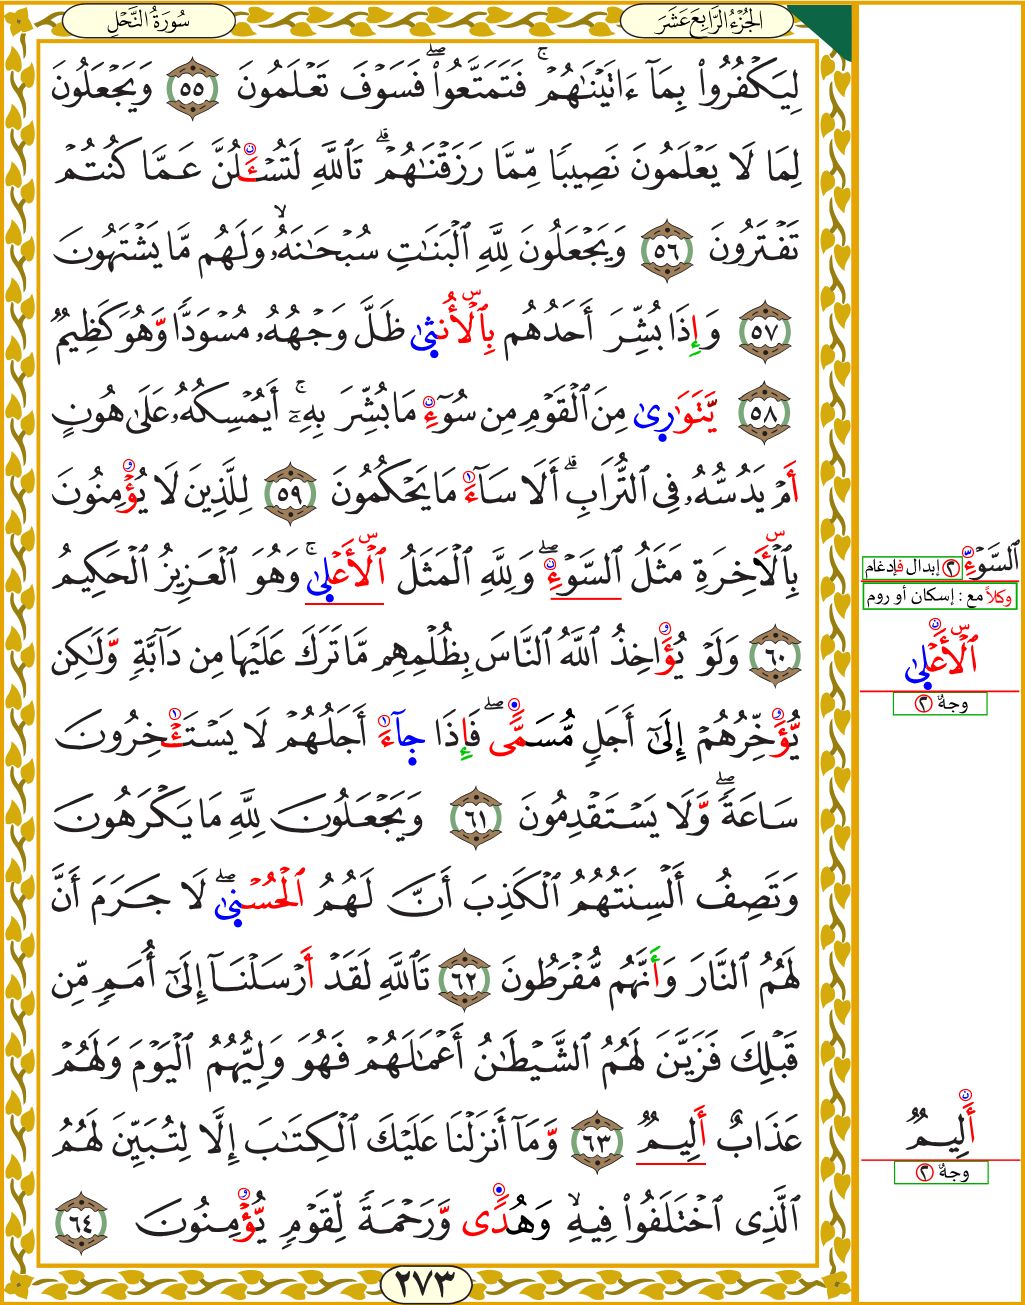 الجُزْءُ الرَّابِعَ عَشَرَ
سُورَةُ النَّحْلِ
لِيَكْفُرُوا۟ بِمَآ ءَاتَيْنَـٰهُمْ ۚ فَتَمَتَّعُوا۟ ۖ فَسَوْفَ تَعْلَمُونَ ٥٥ وَيَجْعَلُونَ
لِمَا لَا يَعْلَمُونَ نَصِيبًا مِّمَّا رَزَقْنَـٰهُمْ ۗ تَٱللَّهِ لَتُسْـَٔلُنَّ عَمَّا كُنتُمْ
تَفْتَرُونَ ٥٦ وَيَجْعَلُونَ لِلَّهِ ٱلْبَنَـٰتِ سُبْحَـٰنَهُۥ ۙ وَلَهُم مَّا يَشْتَهُونَ
٥٧ وَإِذَا بُشِّرَ أَحَدُهُم بِٱلْأُنثَىٰ ظَلَّ وَجْهُهُۥ مُسْوَدًّا وَهُوَ كَظِيمٌ
٥٨ يَتَوَٰرَىٰ مِنَ ٱلْقَوْمِ مِن سُوٓءِ مَا بُشِّرَ بِهِۦٓ ۚ أَيُمْسِكُهُۥ عَلَىٰ هُونٍ
أَمْ يَدُسُّهُۥ فِى ٱلتُّرَابِ ۗ أَلَا سَآءَ مَا يَحْكُمُونَ ٥٩ لِلَّذِينَ لَا يُؤْمِنُونَ
بِٱلْـَٔاخِرَةِ مَثَلُ ٱلسَّوْءِ ۖ وَلِلَّهِ ٱلْمَثَلُ ٱلْأَعْلَىٰ ۚ وَهُوَ ٱلْعَزِيزُ ٱلْحَكِيمُ
٦٠ وَلَوْ يُؤَاخِذُ ٱللَّهُ ٱلنَّاسَ بِظُلْمِهِم مَّا تَرَكَ عَلَيْهَا مِن دَآبَّةٍ وَلَـٰكِن
يُؤَخِّرُهُمْ إِلَىٰٓ أَجَلٍ مُّسَمًّى ۖ فَإِذَا جَآءَ أَجَلُهُمْ لَا يَسْتَـْٔخِرُونَ
سَاعَةً ۖ وَلَا يَسْتَقْدِمُونَ ٦١ وَيَجْعَلُونَ لِلَّهِ مَا يَكْرَهُونَ
وَتَصِفُ أَلْسِنَتُهُمُ ٱلْكَذِبَ أَنَّ لَهُمُ ٱلْحُسْنَىٰ ۖ لَا جَرَمَ أَنَّ
لَهُمُ ٱلنَّارَ وَأَنَّهُم مُّفْرَطُونَ ٦٢ تَٱللَّهِ لَقَدْ أَرْسَلْنَآ إِلَىٰٓ أُمَمٍ مِّن
قَبْلِكَ فَزَيَّنَ لَهُمُ ٱلشَّيْطَـٰنُ أَعْمَـٰلَهُمْ فَهُوَ وَلِيُّهُمُ ٱلْيَوْمَ وَلَهُمْ
عَذَابٌ أَلِيمٌ ٦٣ وَمَآ أَنزَلْنَا عَلَيْكَ ٱلْكِتَـٰبَ إِلَّا لِتُبَيِّنَ لَهُمُ
ٱلَّذِى ٱخْتَلَفُوا۟ فِيهِ ۙ وَهُدًى وَرَحْمَةً لِّقَوْمٍ يُؤْمِنُونَ ٦٤
٢٧٣
ٱلسَّوْءِ ٢ إبدال فإدغام
وكلاً مع : إسكان أو روم
ٱلْأَعْلَىٰ
وجهٌ ٢
أَلِيمٌ
وجهٌ ٢